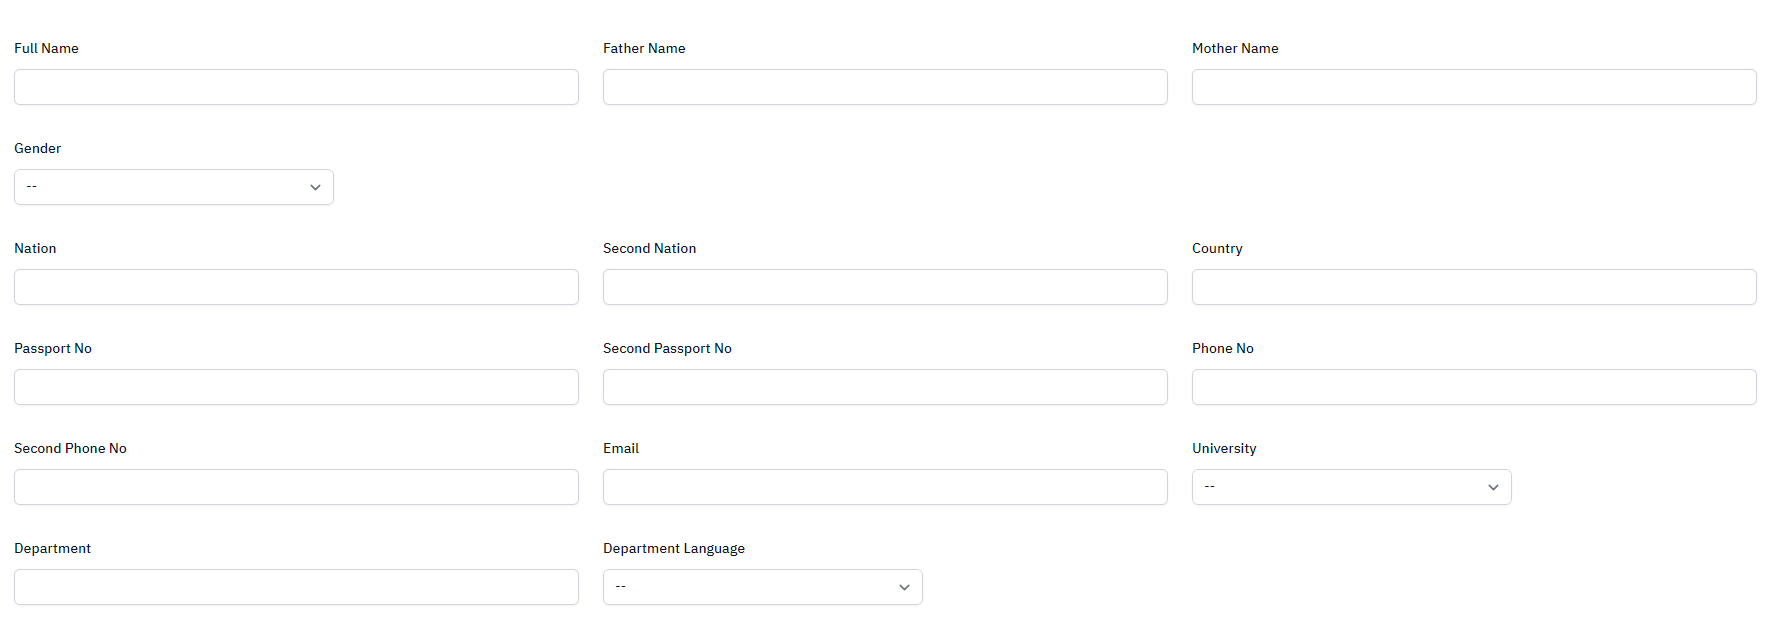 Full Name Father Name Mother Name
Gender
--
Nation Second Nation Country
Passport No Second Passport No Phone No
Second Phone No Email University
--
Department Department Language
--